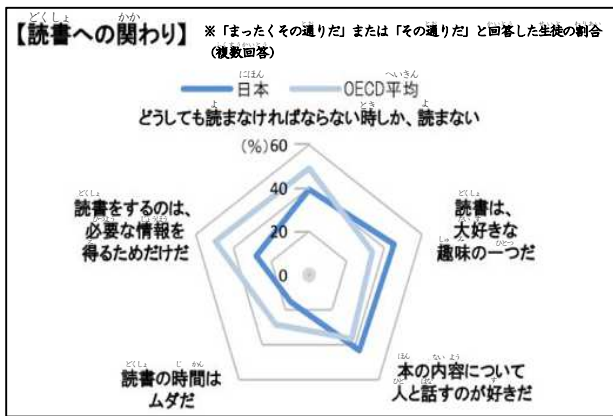 【読書への関わり】 ※「まったくその通りだ」または「その通りだ」と回答した生徒の割合
（複数回答）
日本 OECD平均
どうしても読まなければならない時しか、読まない
(%)60
40
20
0
読書は、
大好きな
趣味の一つだ
本の内容について
人と話すのが好きだ
読書の時間は
ムダだ
読書をするのは、
必要な情報を
得るためだけだ